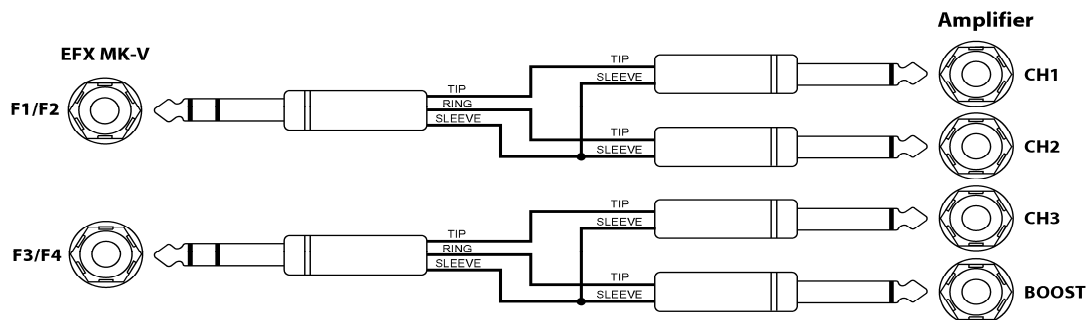 Amplifier
EFX MK-V
F1/F2
TIP
RING
SLEEVE
TIP
SLEEVE
CH1
TIP
SLEEVE
CH2
F3/F4
TIP
RING
SLEEVE
TIP
SLEEVE
CH3
TIP
SLEEVE
BOOST